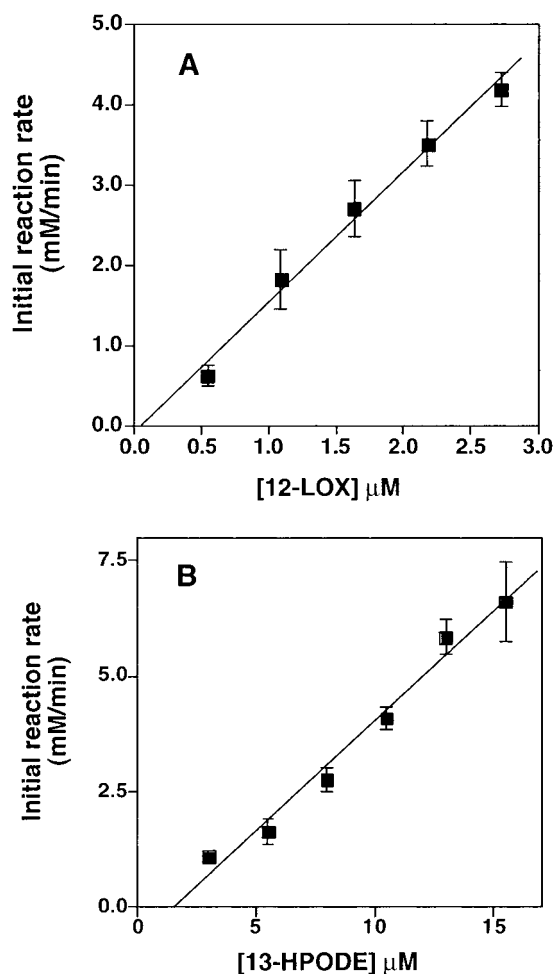 A
Initial reaction rate
(mM/min)
5.0
4.0
3.0
2.0
1.0
0.0
0.0 0.5 1.0 1.5 2.0 2.5 3.0
[12-LOX] μM
B
Initial reaction rate
(mM/min)
7.5
5.0
2.5
0.0
0 5 10 15
[13-HPODE] μM